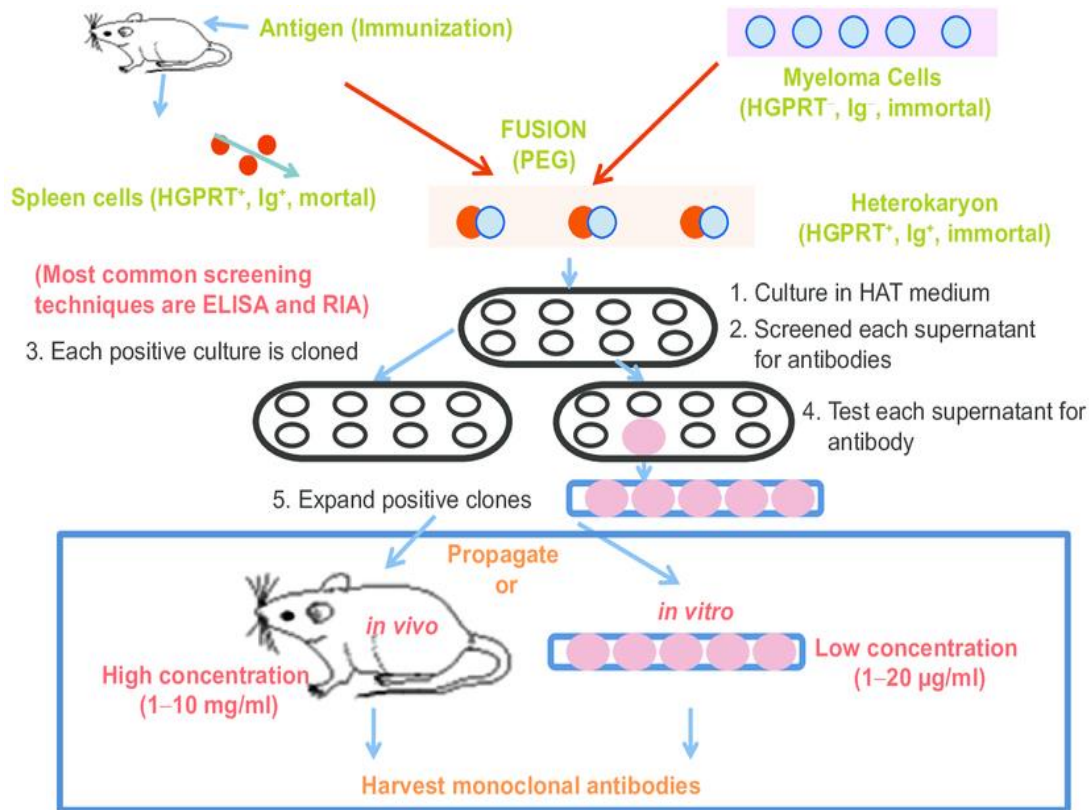 Antigen (Immunization)
Myeloma Cells
(HGPRT⁻, Ig⁻, immortal)
FUSION
(PEG)
Spleen cells (HGPRT⁺, Ig⁺, mortal)
Heterokaryon
(HGPRT⁺, Ig⁺, immortal)
(Most common screening
techniques are ELISA and RIA)
1. Culture in HAT medium
2. Screened each supernatant
for antibodies
3. Each positive culture is cloned
4. Test each supernatant for
antibody
5. Expand positive clones
Propagate
or
in vivo
in vitro
High concentration
(1–10 mg/ml)
Low concentration
(1–20 µg/ml)
Harvest monoclonal antibodies